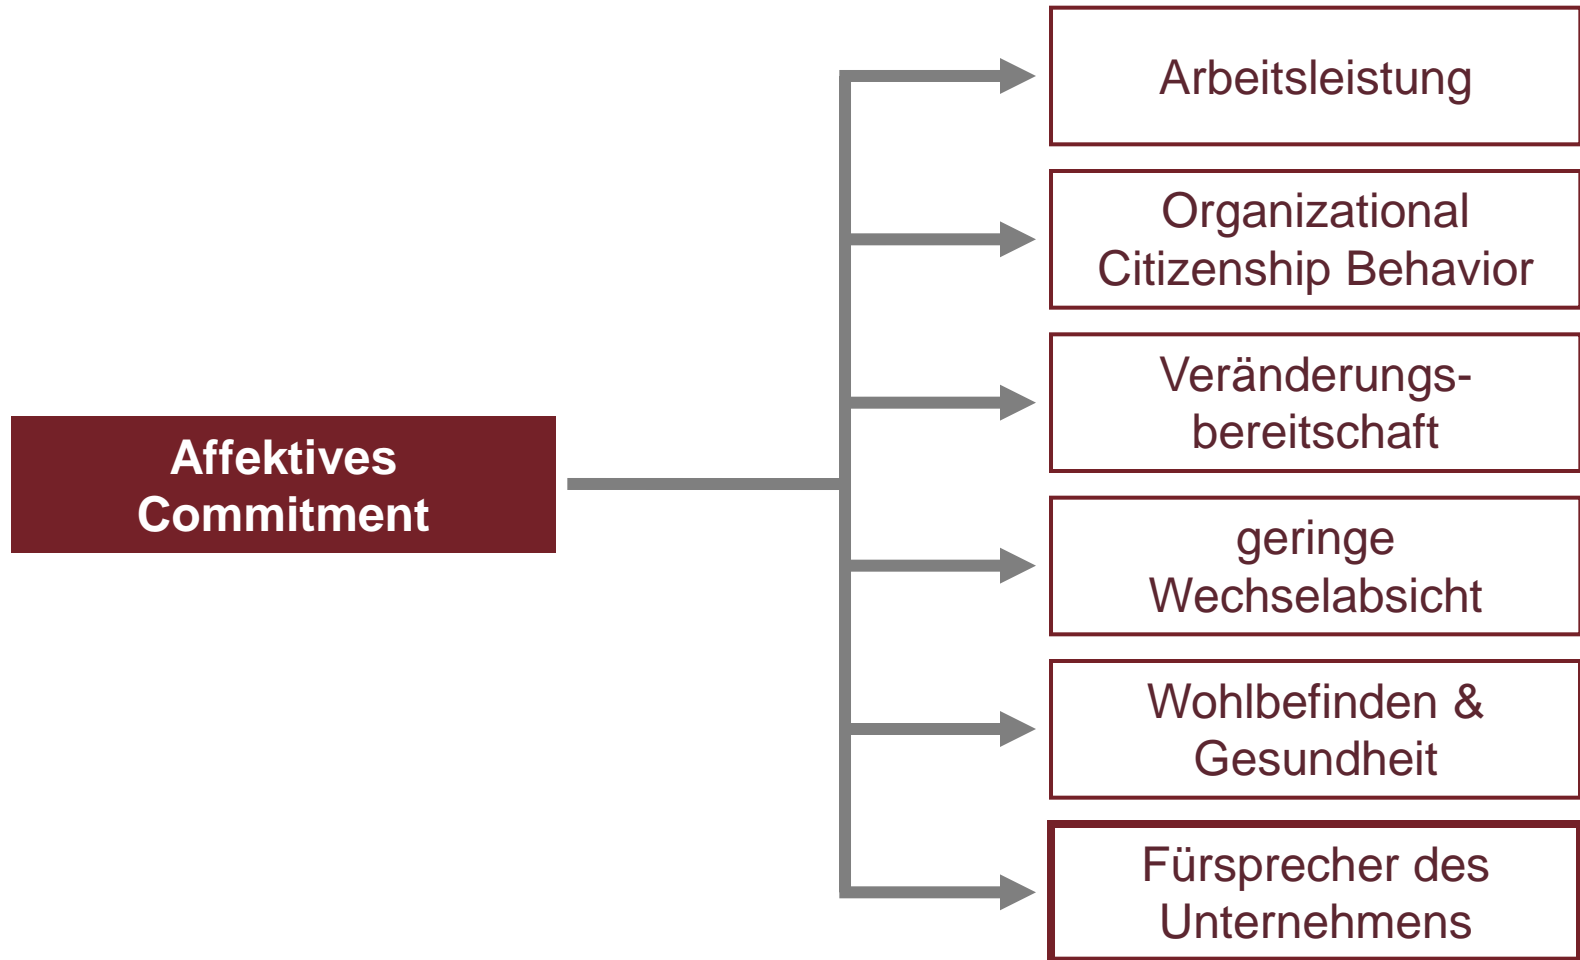 Arbeitsleistung
Organizational
Citizenship Behavior
Veränderungs-
bereitschaft
Affektives
Commitment
geringe
Wechselabsicht
Wohlbefinden &
Gesundheit
Fürsprecher des
Unternehmens